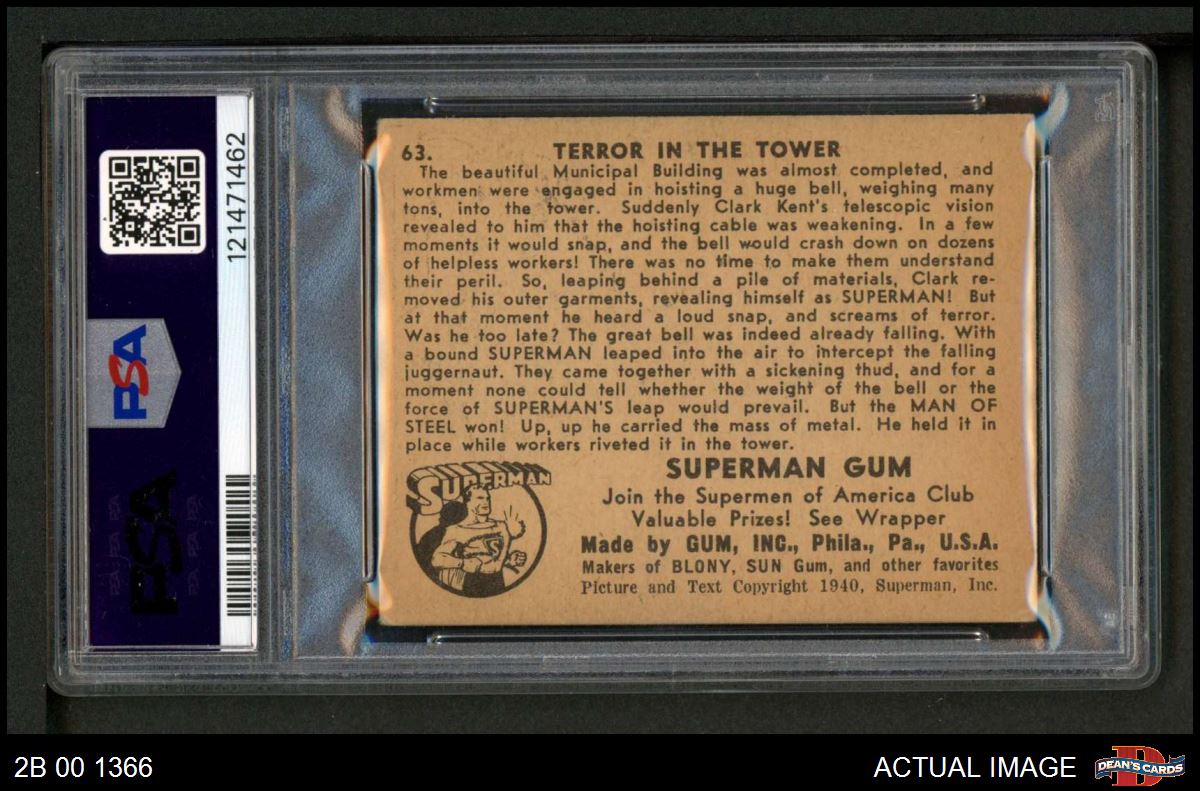 121471462
PSA
PSA
63. TERROR IN THE TOWER
The beautiful Municipal Building was almost completed, and
workmen were engaged in hoisting a huge bell, weighing many
tons, into the tower. Suddenly Clark Kent's telescopic vision
revealed to him that the hoisting cable was weakening. In a few
moments it would snap, and the bell would crash down on dozens
of helpless workers! There was no time to make them understand
their peril. So, leaping behind a pile of materials, Clark re-
moved his outer garments, revealing himself as SUPERMAN! But
at that moment he heard a loud snap, and screams of terror.
Was he too late? The great bell was indeed already falling. With
a bound SUPERMAN leaped into the air to intercept the falling
juggernaut. They came together with a sickening thud, and for a
moment none could tell whether the weight of the bell or the
force of SUPERMAN'S leap would prevail. But the MAN OF
STEEL won! Up, up he carried the mass of metal. He held it in
place while workers riveted it in the tower.
SUPERMAN
S
SUPERMAN GUM
Join the Supermen of America Club
Valuable Prizes! See Wrapper
Made by GUM, INC., Phila., Pa., U.S.A.
Makers of BLONY, SUN Gum, and other favorites
Picture and Text Copyright 1940, Superman, Inc.
2B 00 1366
ACTUAL IMAGE
D
DEAN'S CARDS